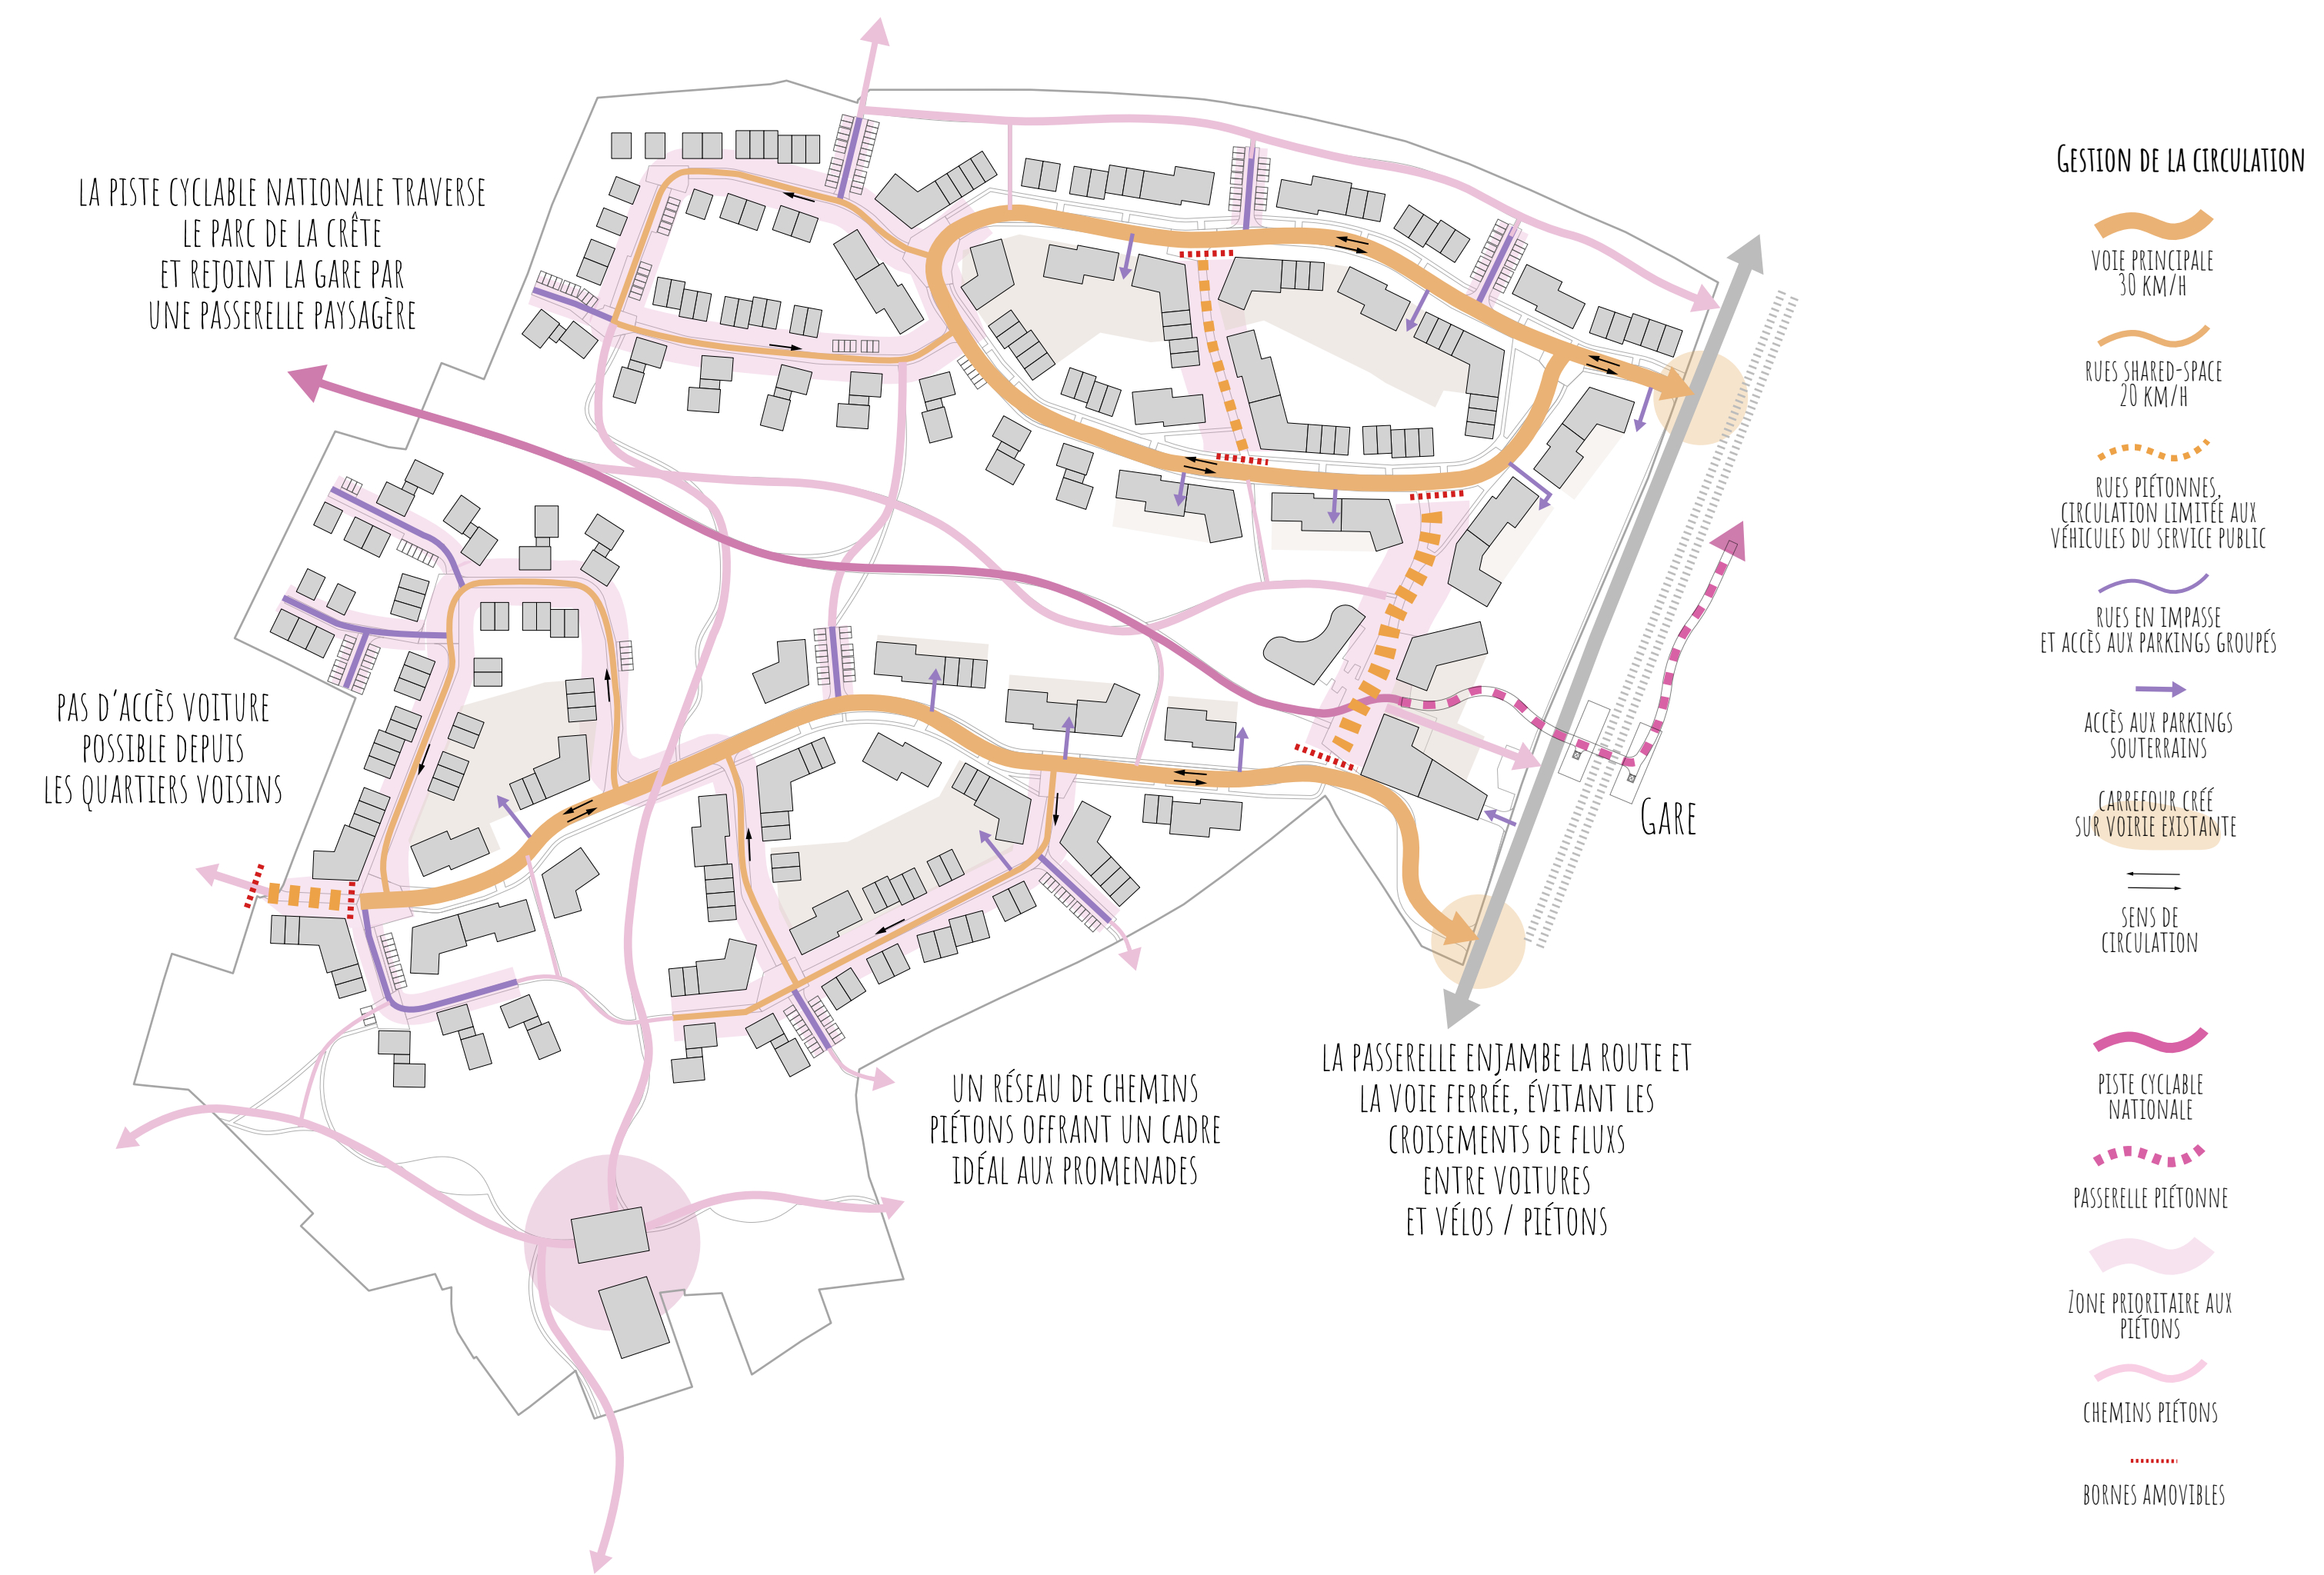 LA PISTE CYCLABLE NATIONALE TRAVERSE
LE PARC DE LA CRÊTE
ET REJOINT LA GARE PAR
UNE PASSERELLE PAYSAGÈRE
PAS D'ACCÈS VOITURE
POSSIBLE DEPUIS
LES QUARTIERS VOISINS
UN RÉSEAU DE CHEMINS
PIÉTONS OFFRANT UN CADRE
IDÉAL AUX PROMENADES
LA PASSERELLE ENJAMBE LA ROUTE ET
LA VOIE FERRÉE, ÉVITANT LES
CROISEMENTS DE FLUXS
ENTRE VOITURES
ET VÉLOS / PIÉTONS
GARE
GESTION DE LA CIRCULATION
VOIE PRINCIPALE
30 KM/H
RUES SHARED-SPACE
20 KM/H
RUES PIÉTONNES,
CIRCULATION LIMITÉE AUX
VÉHICULES DU SERVICE PUBLIC
RUES EN IMPASSE
ET ACCÈS AUX PARKINGS GROUPÉS
ACCÈS AUX PARKINGS
SOUTERRAINS
CARREFOUR CRÉÉ
SUR VOIRIE EXISTANTE
SENS DE
CIRCULATION
PISTE CYCLABLE
NATIONALE
PASSERELLE PIÉTONNE
ZONE PRIORITAIRE AUX
PIÉTONS
CHEMINS PIÉTONS
BORNES AMOVIBLES